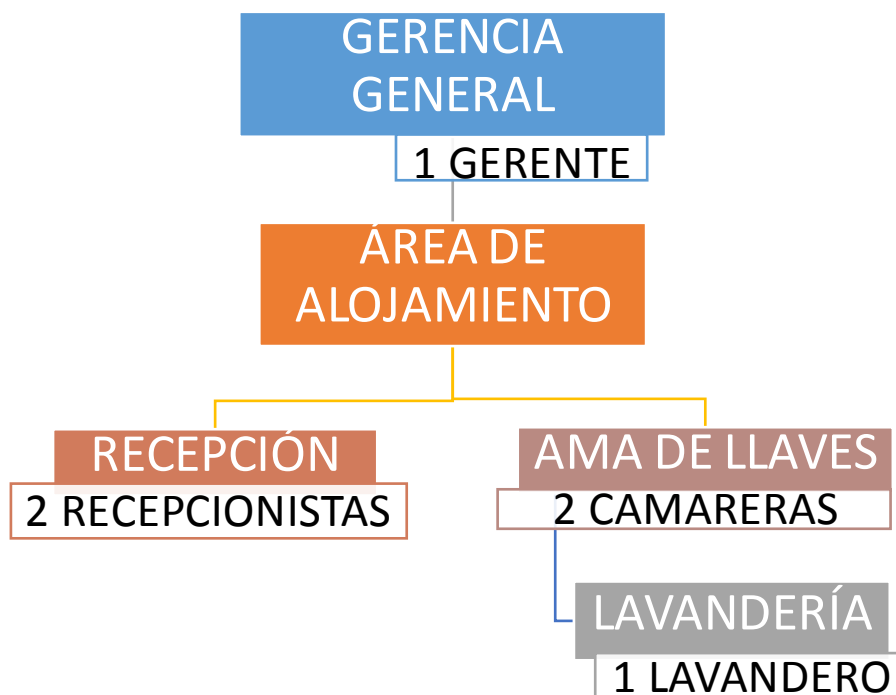 GERENCIA
GENERAL
1 GERENTE
ÁREA DE
ALOJAMIENTO
RECEPCIÓN
2 RECEPCIONISTAS
AMA DE LLAVES
2 CAMARERAS
LAVANDERÍA
1 LAVANDERO